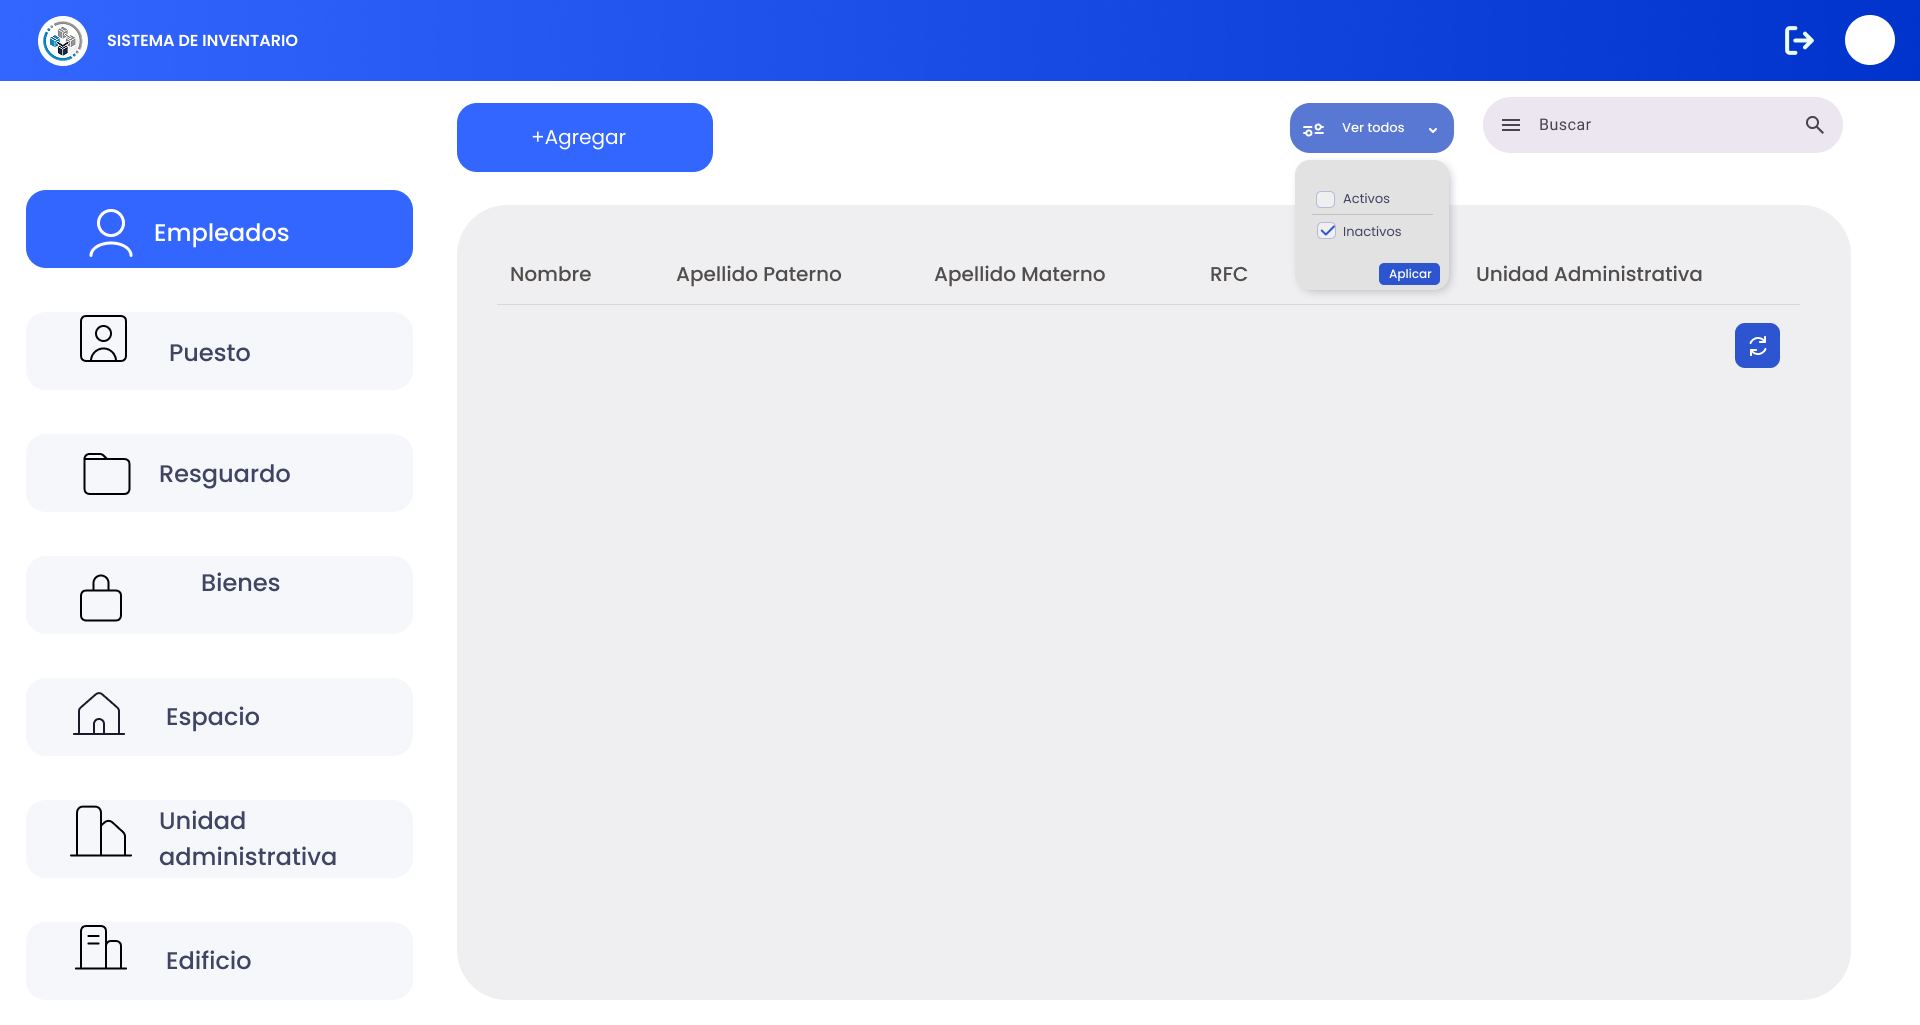 SISTEMA DE INVENTARIO
+Agregar
Ver todos
Buscar
Activos
Inactivos
Aplicar
Empleados
Puesto
Resguardo
Bienes
Espacio
Unidad
administrativa
Edificio
Nombre Apellido Paterno Apellido Materno RFC Unidad Administrativa